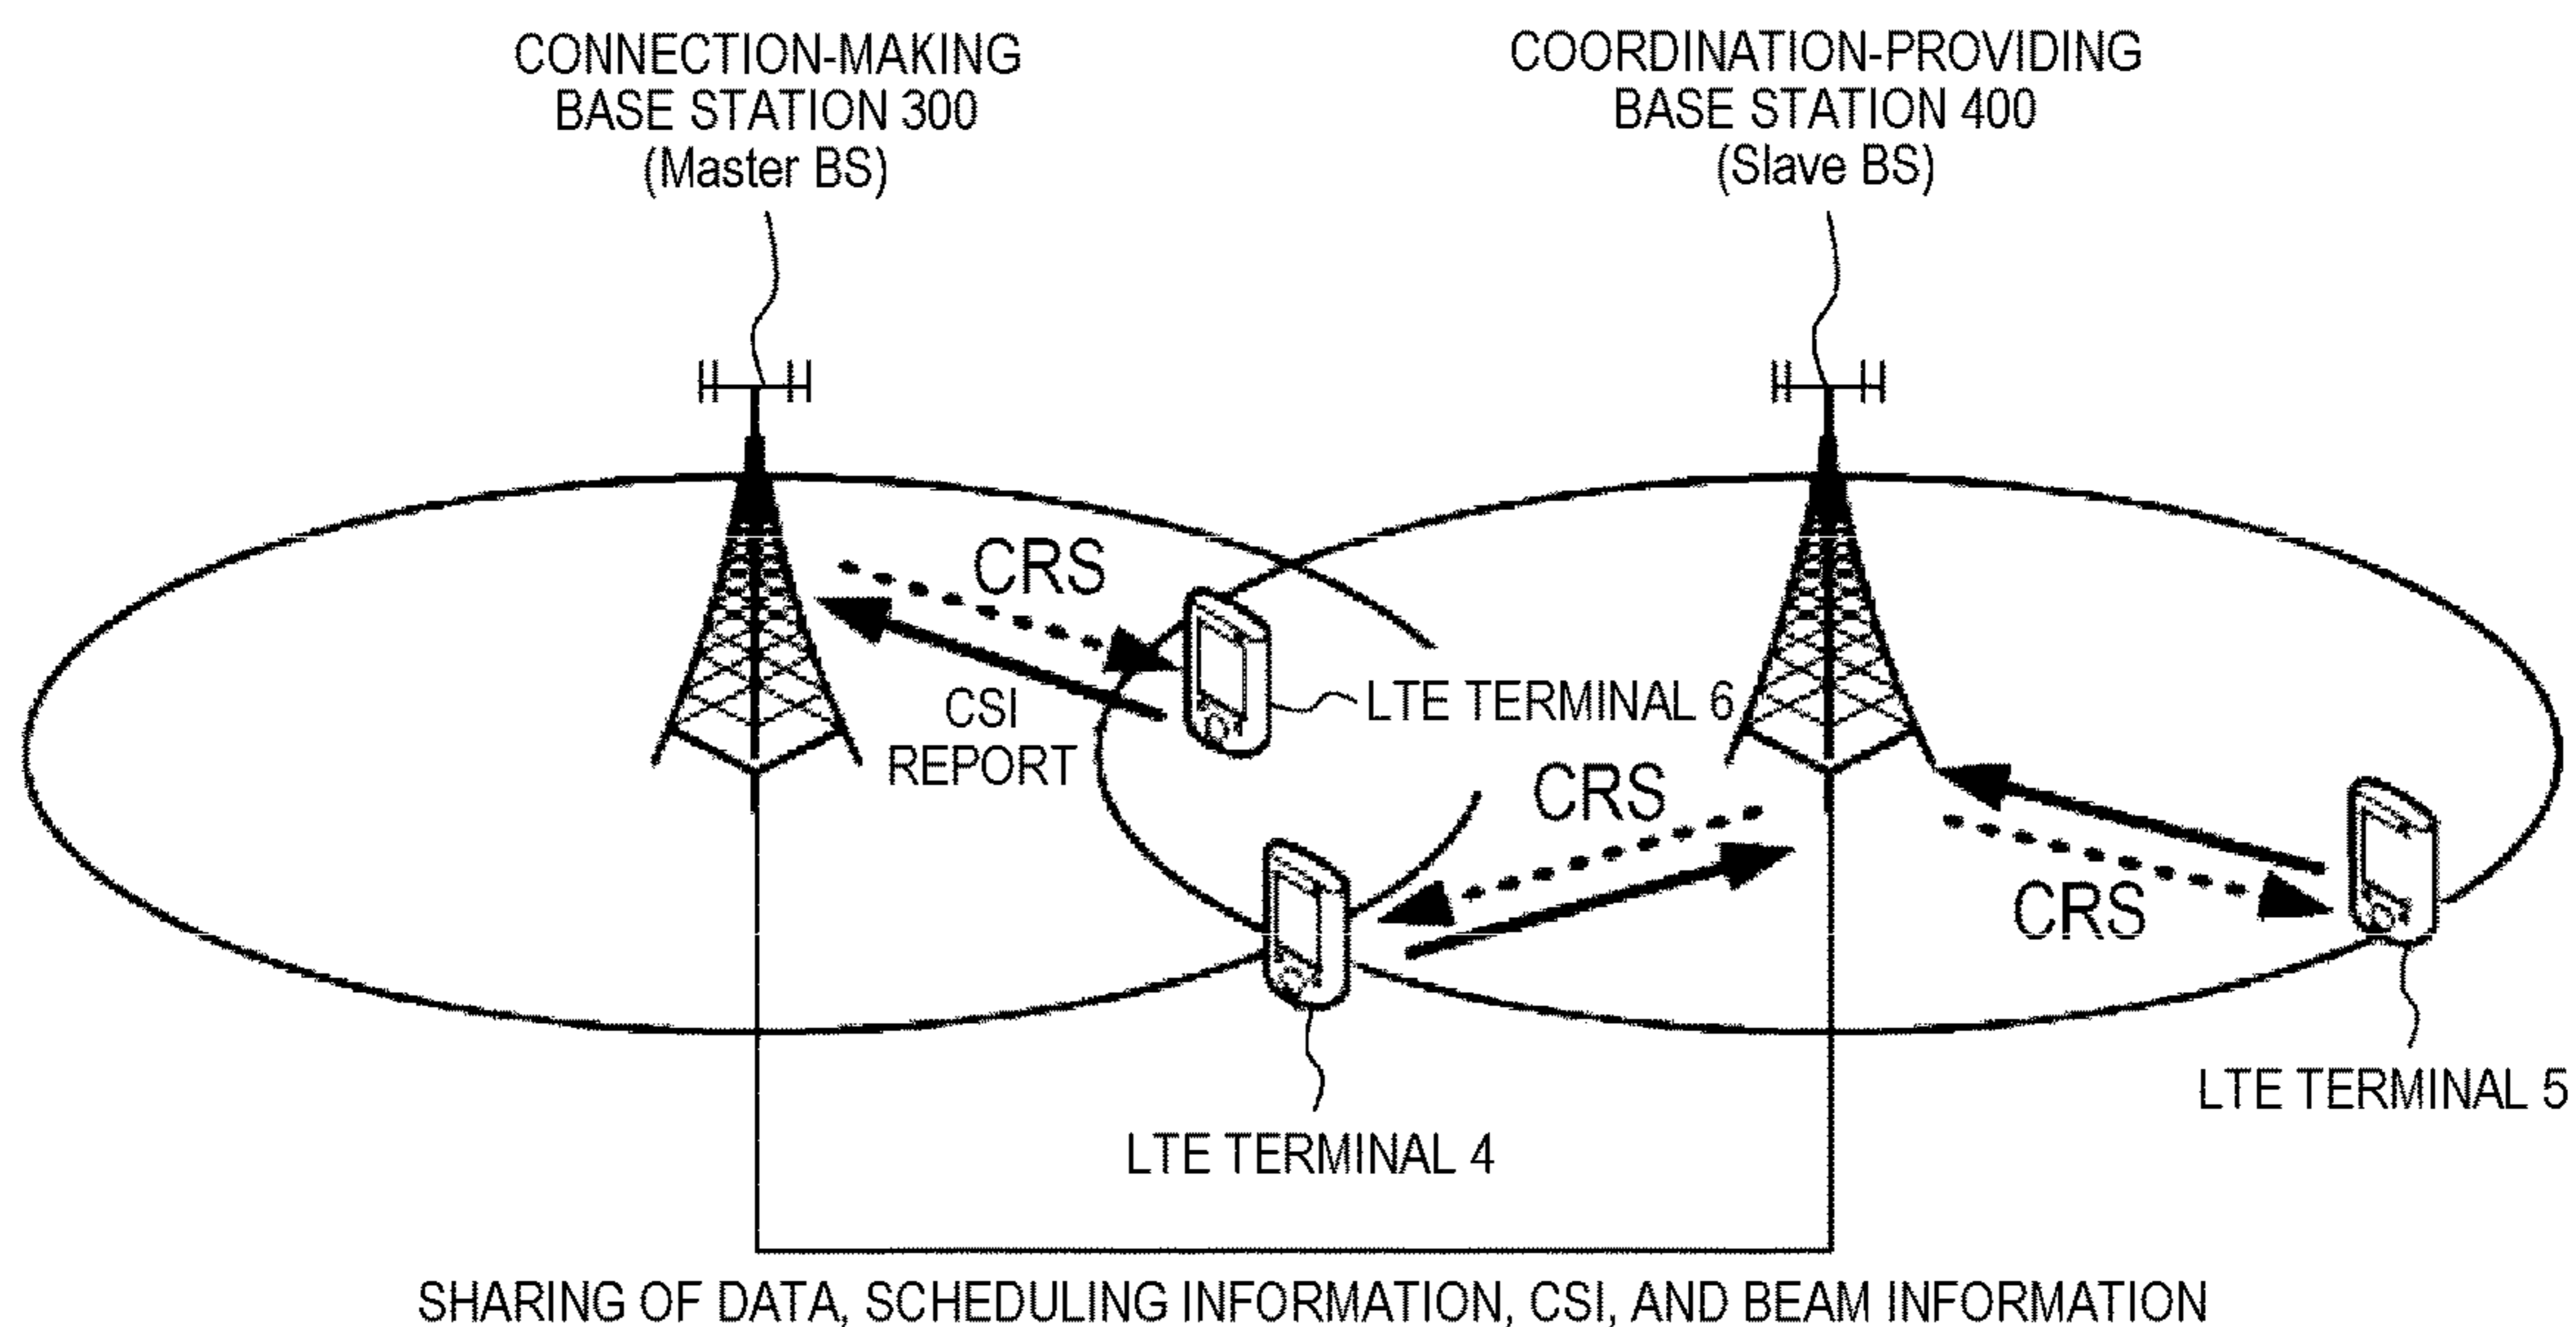 CONNECTION-MAKING
BASE STATION 300
(Master BS)
COORDINATION-PROVIDING
BASE STATION 400
(Slave BS)
CRS
CSI
REPORT
LTE TERMINAL 6
CRS
CRS
LTE TERMINAL 5
LTE TERMINAL 4
SHARING OF DATA, SCHEDULING INFORMATION, CSI, AND BEAM INFORMATION